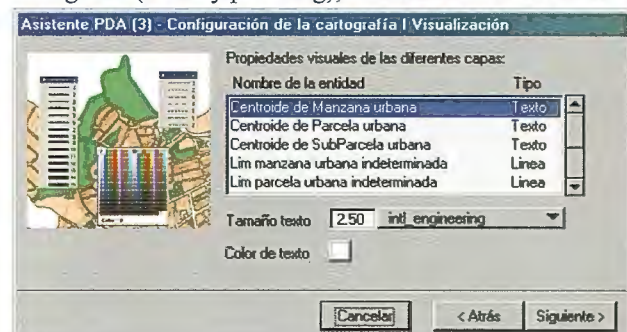 Asistente PDA (3) - Configuración de la cartografía I Visualización
Propiedades visuales de las diferentes capas:
Nombre de la entidad Tipo
Centroide de Manzana urbana Texto
Centroide de Parcela urbana Texto
Centroide de SubParcela urbana Texto
Lim manzana urbana indeterminada Linea
Lim parcela urbana indeterminada Linea
Tamaño texto 2.50 intl_engineering
Color de texto
Cancelar < Atrás Siguiente >